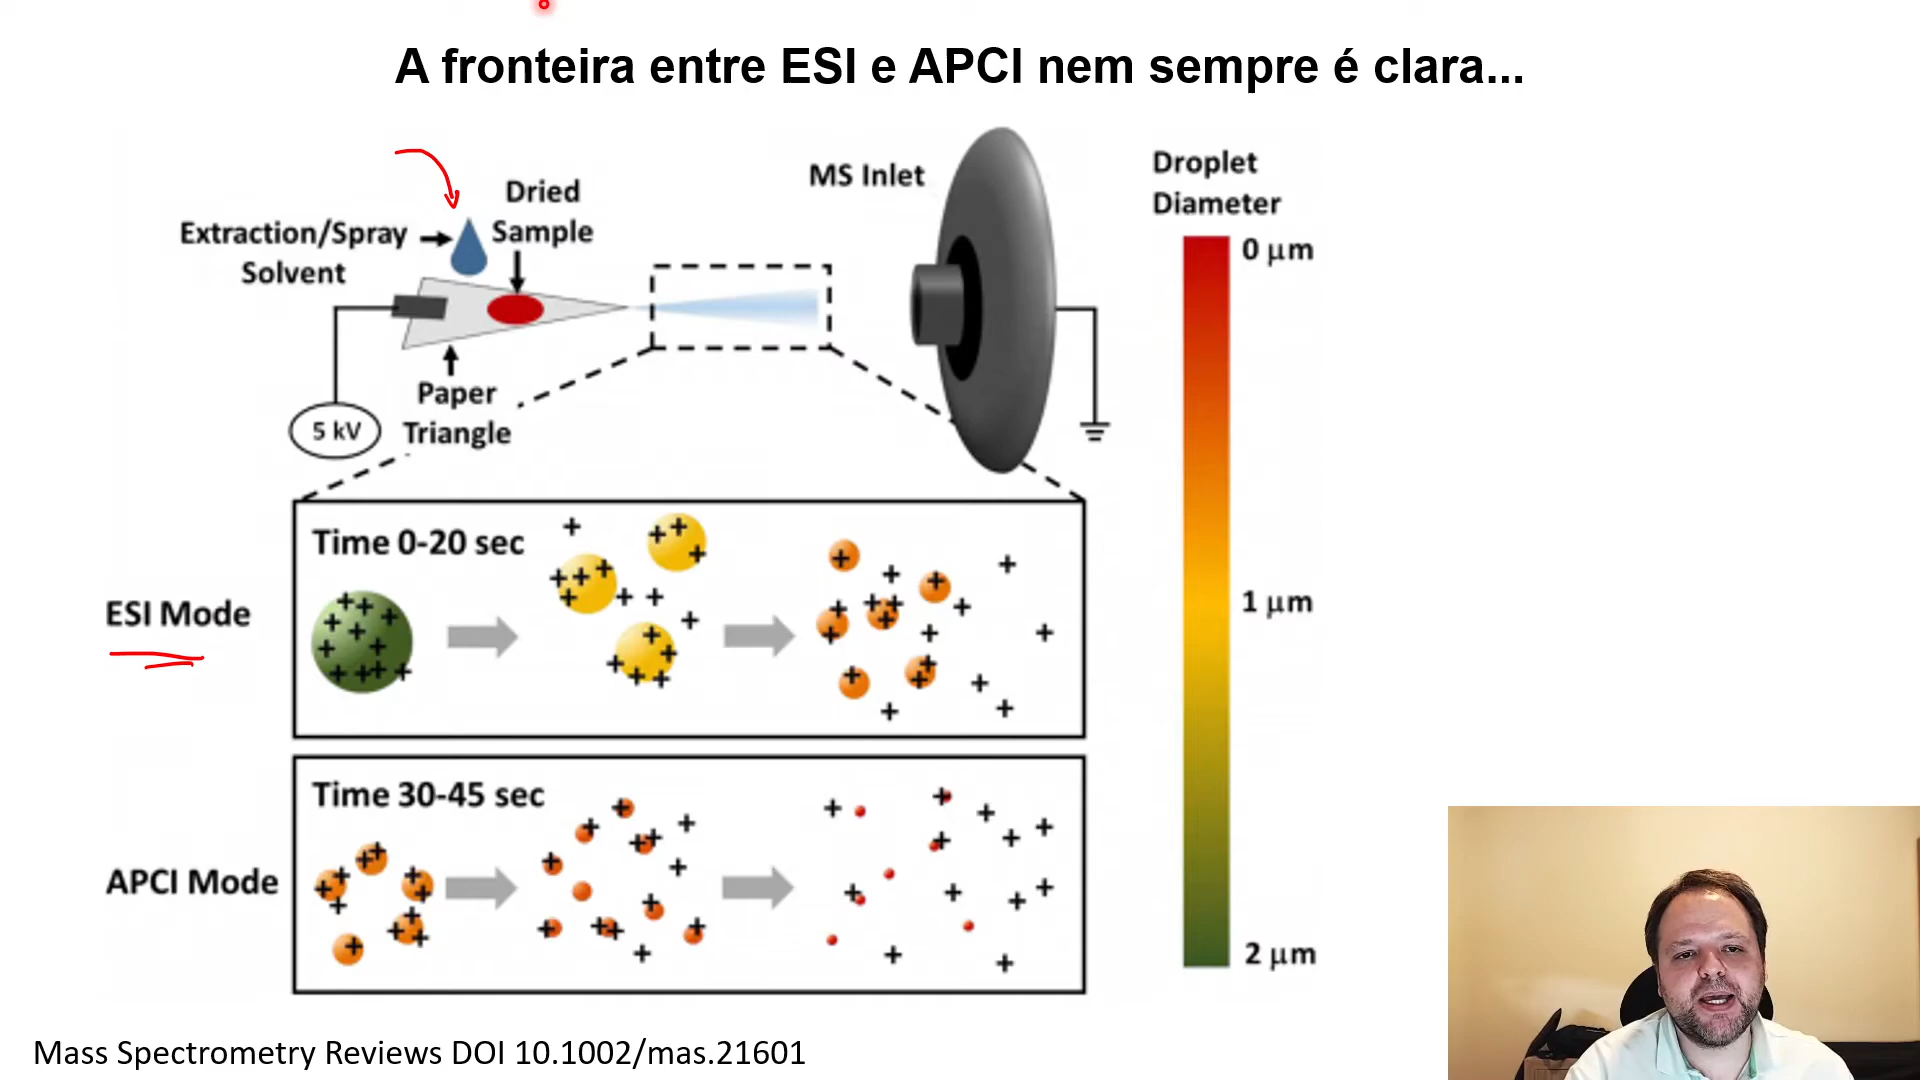 A fronteira entre ESI e APCI nem sempre é clara...
Extraction/Spray
Solvent
Dried
Sample
MS Inlet
Droplet
Diameter
0 μm
1 μm
2 μm
5 kV
Paper
Triangle
ESI Mode
Time 0-20 sec
APCI Mode
Time 30-45 sec
Mass Spectrometry Reviews DOI 10.1002/mas.21601